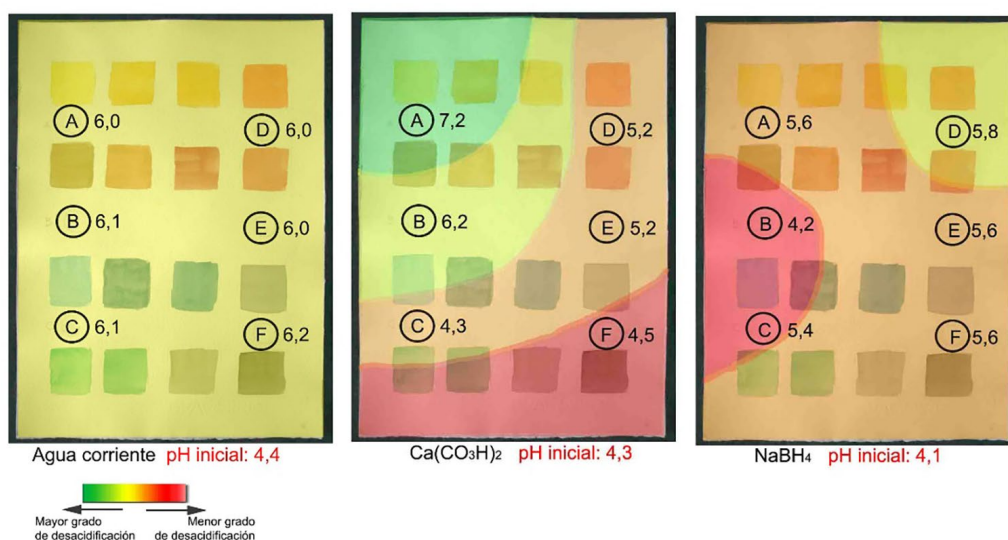 A 6,0
D 6,0
B 6,1
E 6,0
C 6,1
F 6,2
Agua corriente pH inicial: 4,4
A 7,2
D 5,2
B 6,2
E 5,2
C 4,3
F 4,5
Ca(CO₃H)₂ pH inicial: 4,3
A 5,6
D 5,8
B 4,2
E 5,6
C 5,4
F 5,6
NaBH₄ pH inicial: 4,1
Mayor grado
de desacidificación
Menor grado
de desacidificación